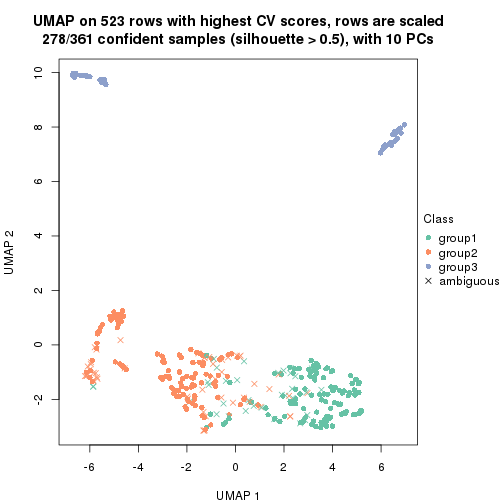 UMAP on 523 rows with highest CV scores, rows are scaled
278/361 confident samples (silhouette > 0.5), with 10 PCs
10
8
6
4
2
0
-2
UMAP 2
-6 -4 -2 0 2 4 6
UMAP 1
Class
group1
group2
group3
ambiguous